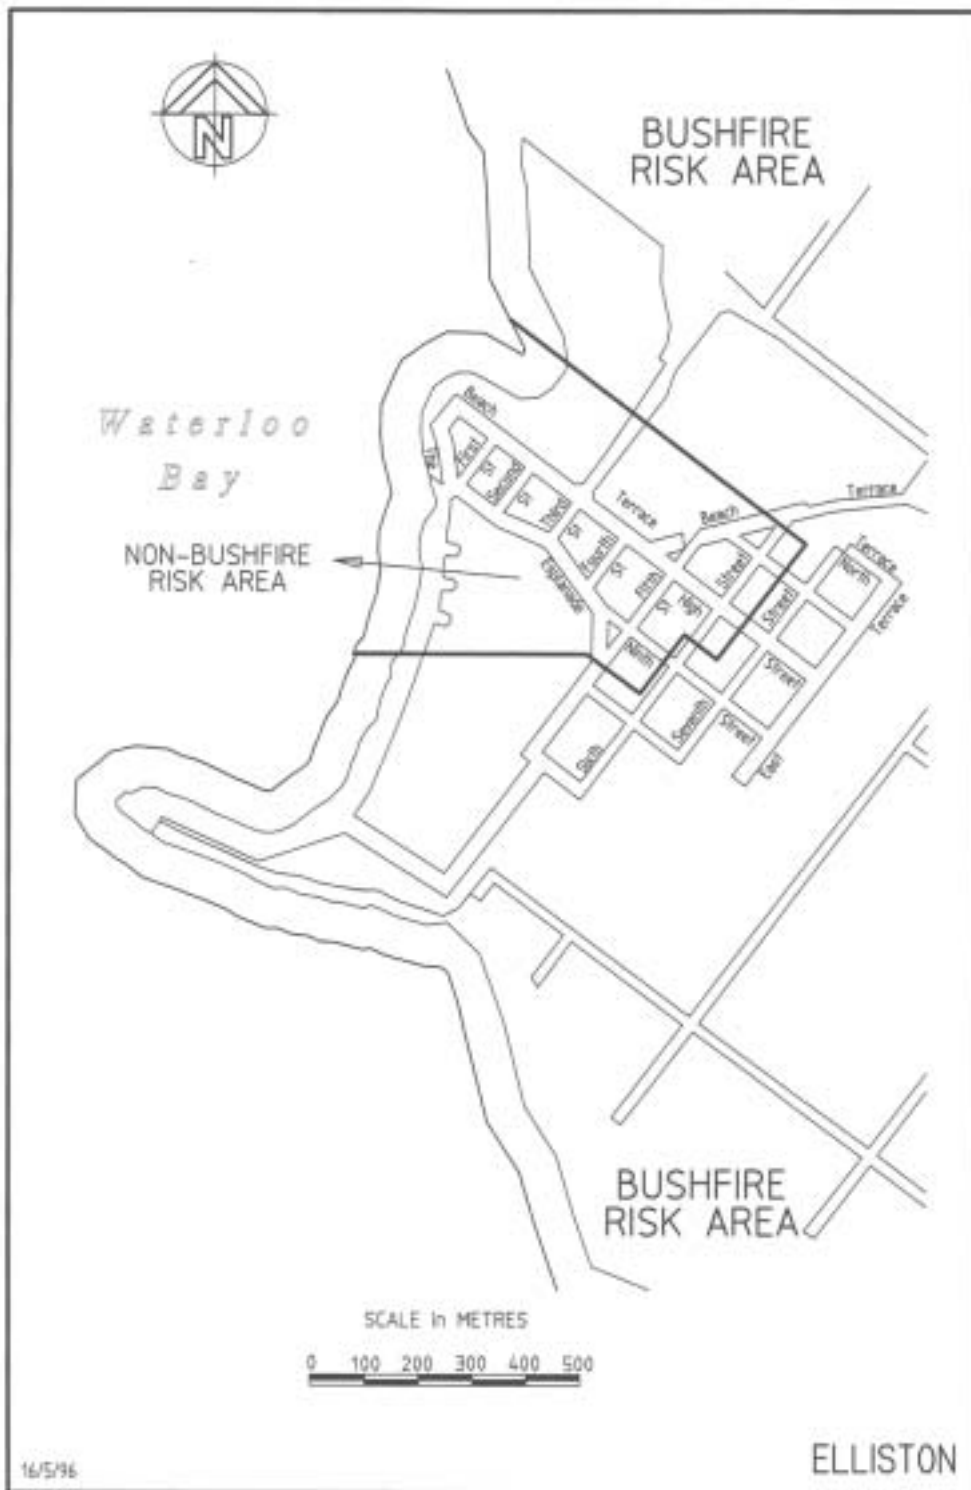 N
BUSHFIRE
RISK AREA
Waterloo
Bay
NON-BUSHFIRE
RISK AREA
Beach
The
First
St
Second
St
Third
St
Fourth
St
Fifth
St
High
Esplanade
Terrace
Beach
Terrace
Street
Street
Street
Street
Terrace
North
Terrace
East
Ninth
Sixth
Seventh
BUSHFIRE
RISK AREA
SCALE in METRES
0 100 200 300 400 500
16/5/96
ELLISTON